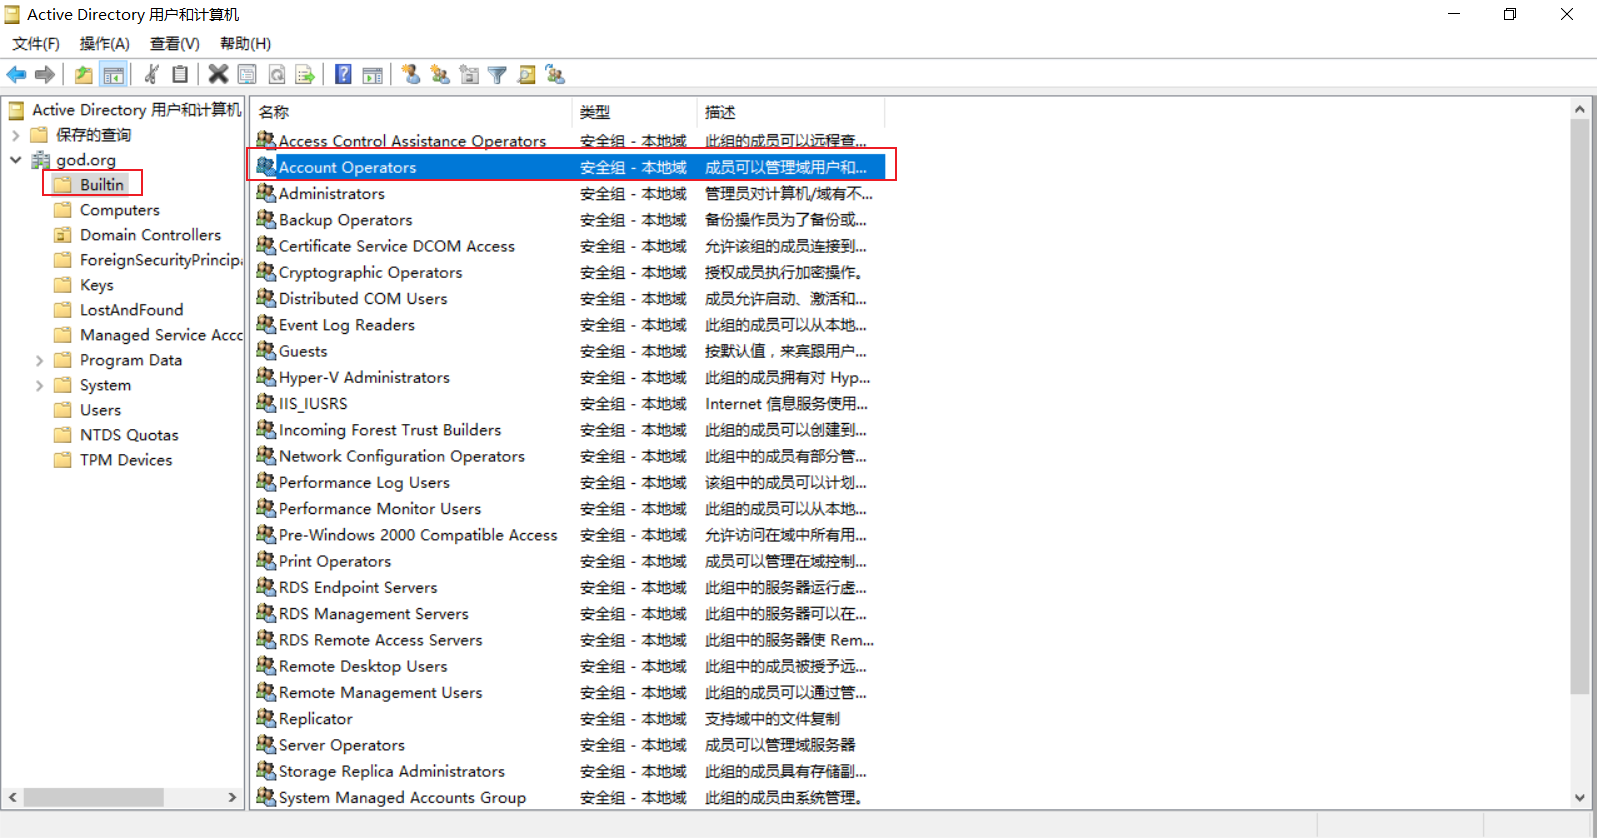 Active Directory 用户和计算机
文件(F) 操作(A) 查看(V) 帮助(H)
Active Directory 用户和计算机
保存的查询
god.org
Builtin
Computers
Domain Controllers
ForeignSecurityPrincipa
Keys
LostAndFound
Managed Service Acc
Program Data
System
Users
NTDS Quotas
TPM Devices
名称 类型 描述
Access Control Assistance Operators 安全组 - 本地域 此组的成员可以远程查...
Account Operators 安全组 - 本地域 成员可以管理域用户和...
Administrators 安全组 - 本地域 管理员对计算机/域有不...
Backup Operators 安全组 - 本地域 备份操作员为了备份或...
Certificate Service DCOM Access 安全组 - 本地域 允许该组的成员连接到...
Cryptographic Operators 安全组 - 本地域 授权成员执行加密操作。
Distributed COM Users 安全组 - 本地域 成员允许启动、激活和...
Event Log Readers 安全组 - 本地域 此组的成员可以从本地...
Guests 安全组 - 本地域 按默认值，来宾跟用户...
Hyper-V Administrators 安全组 - 本地域 此组的成员拥有对 Hyp...
IIS_IUSRS 安全组 - 本地域 Internet 信息服务使用...
Incoming Forest Trust Builders 安全组 - 本地域 此组的成员可以创建到...
Network Configuration Operators 安全组 - 本地域 此组中的成员有部分管...
Performance Log Users 安全组 - 本地域 该组中的成员可以计划...
Performance Monitor Users 安全组 - 本地域 此组的成员可以从本地...
Pre-Windows 2000 Compatible Access 安全组 - 本地域 允许访问在域中所有用...
Print Operators 安全组 - 本地域 成员可以管理在域控制...
RDS Endpoint Servers 安全组 - 本地域 此组中的服务器运行虚...
RDS Management Servers 安全组 - 本地域 此组中的服务器可以在...
RDS Remote Access Servers 安全组 - 本地域 此组中的服务器使 Rem...
Remote Desktop Users 安全组 - 本地域 此组中的成员被授予远...
Remote Management Users 安全组 - 本地域 此组的成员可以通过管...
Replicator 安全组 - 本地域 支持域中的文件复制
Server Operators 安全组 - 本地域 成员可以管理域服务器
Storage Replica Administrators 安全组 - 本地域 此组的成员具有存储副...
System Managed Accounts Group 安全组 - 本地域 此组的成员由系统管理。